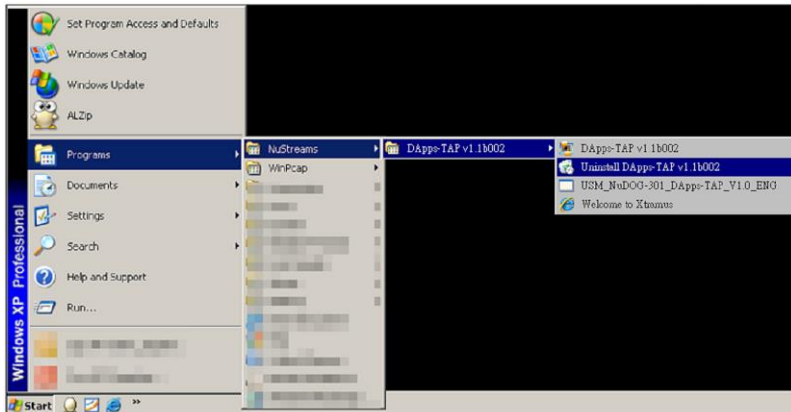 Set Program Access and Defaults
Windows Catalog
Windows Update
ALZip
Programs
Documents
Settings
Search
Help and Support
Run...
Windows XP Professional
NuStreams
WinPcap
DApps-TAP v1.1b002
DApps-TAP v1.1b002
Uninstall DApps-TAP v1.1b002
USM_NuDOG-301_DApps-TAP_V1.0_ENG
Welcome to Xtramus
Start
»